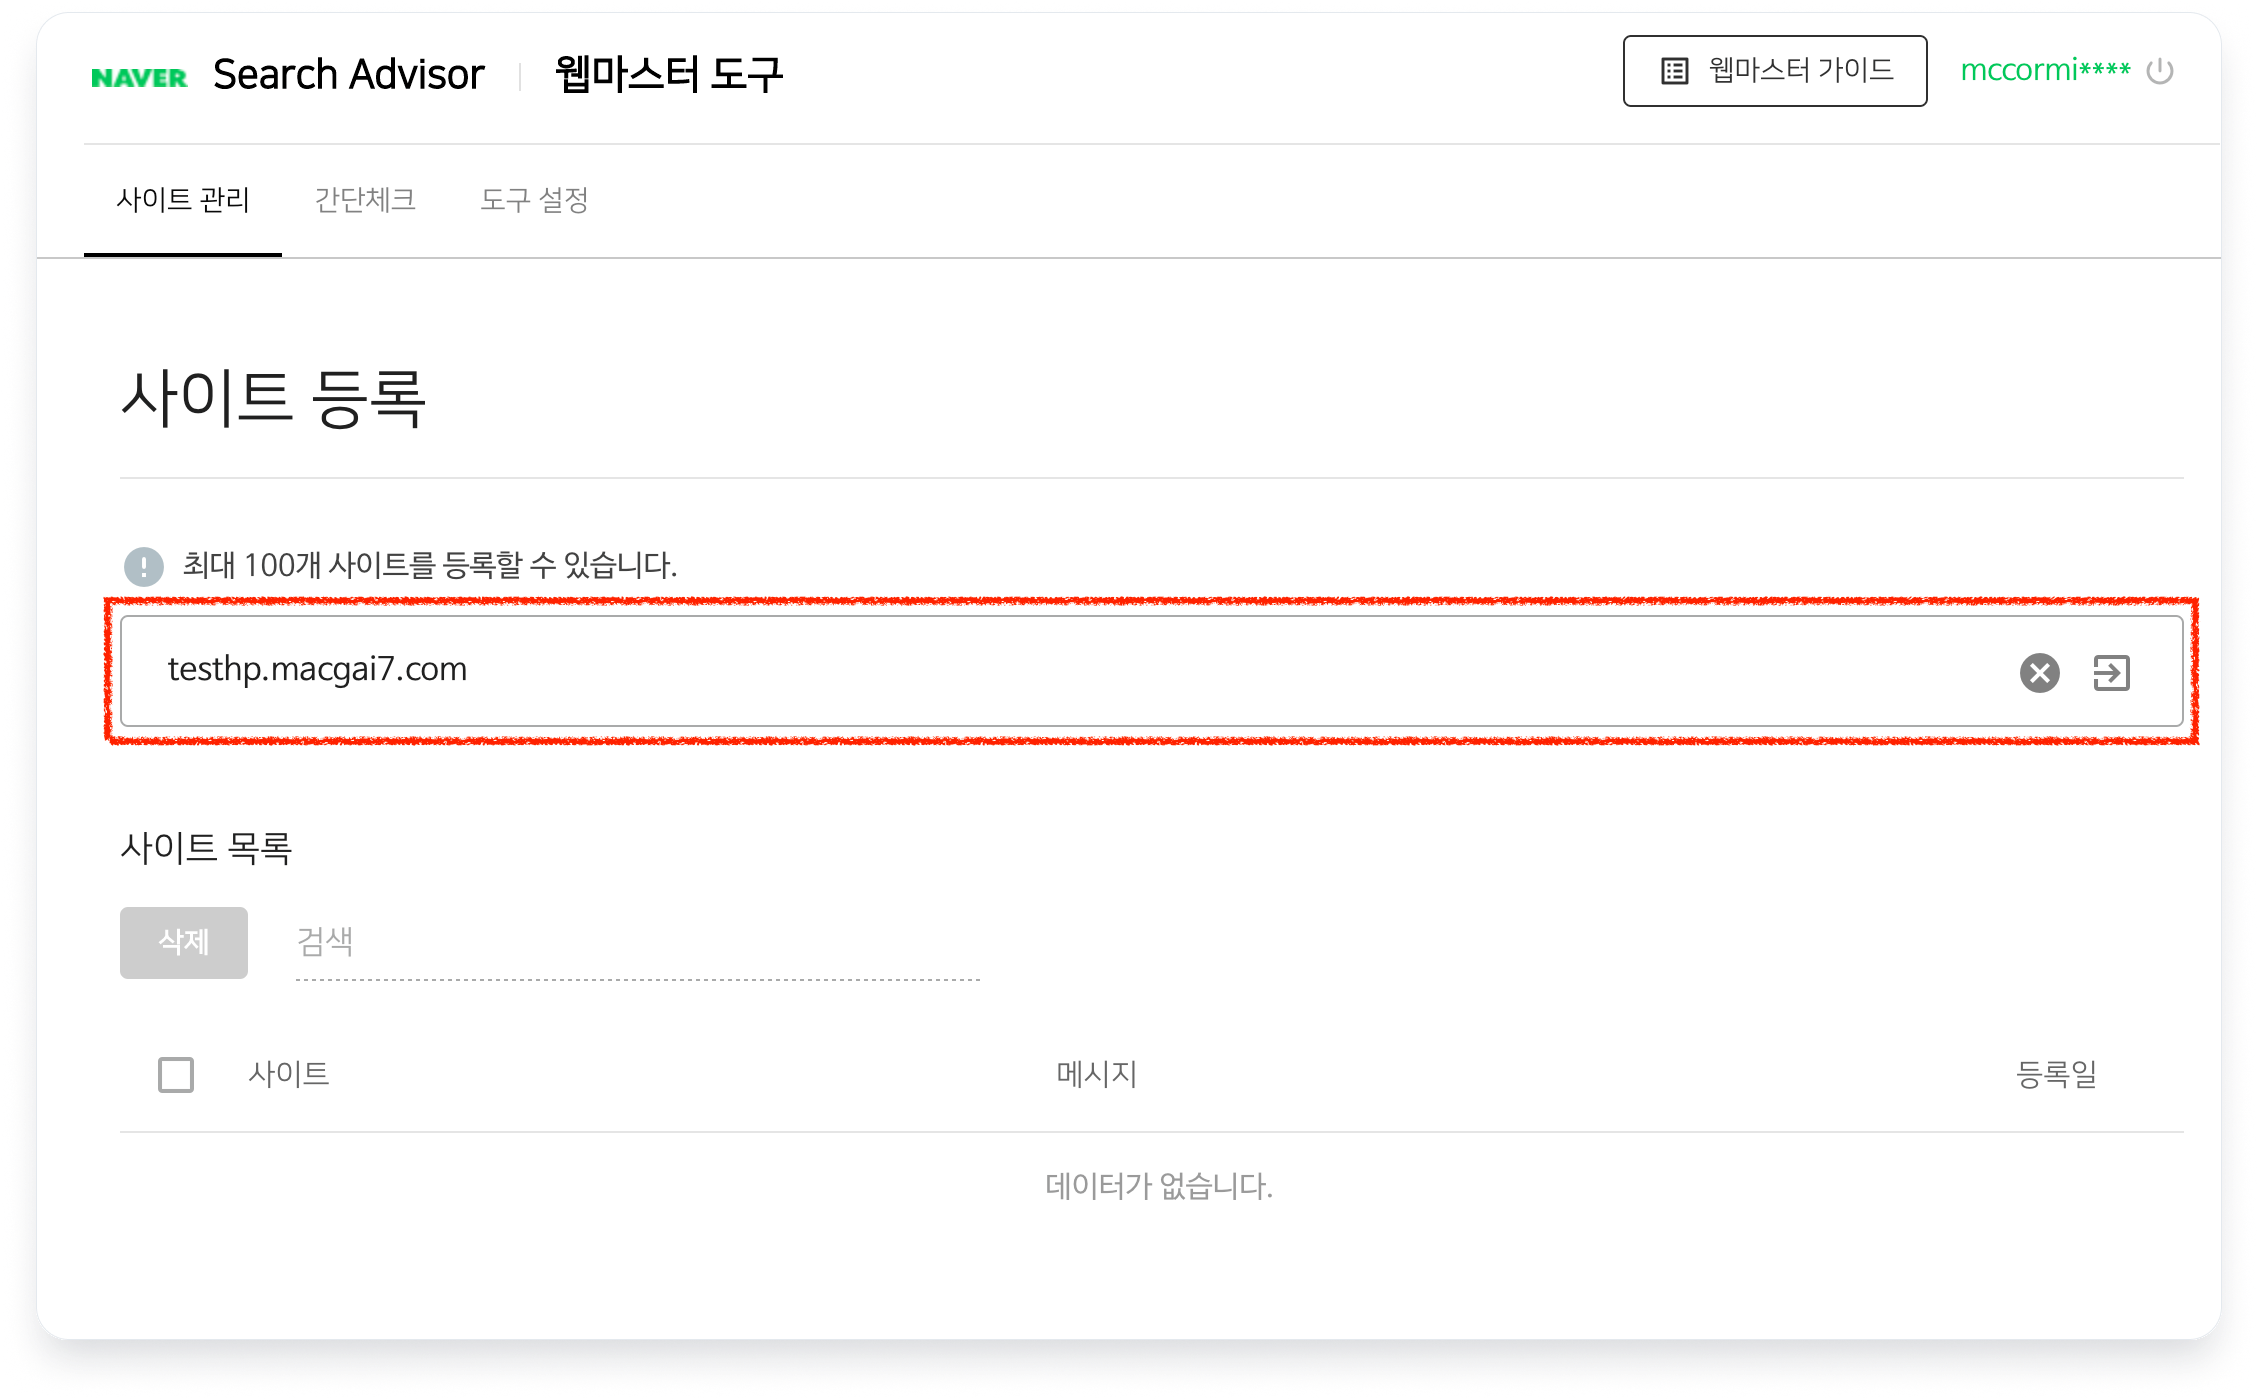 NAVER Search Advisor 웹마스터 도구 웹마스터 가이드 mccormi****
사이트 관리 간단체크 도구 설정
사이트 등록
최대 100개 사이트를 등록할 수 있습니다.
testhp.macgai7.com
사이트 목록
삭제 검색
사이트 메시지 등록일
데이터가 없습니다.